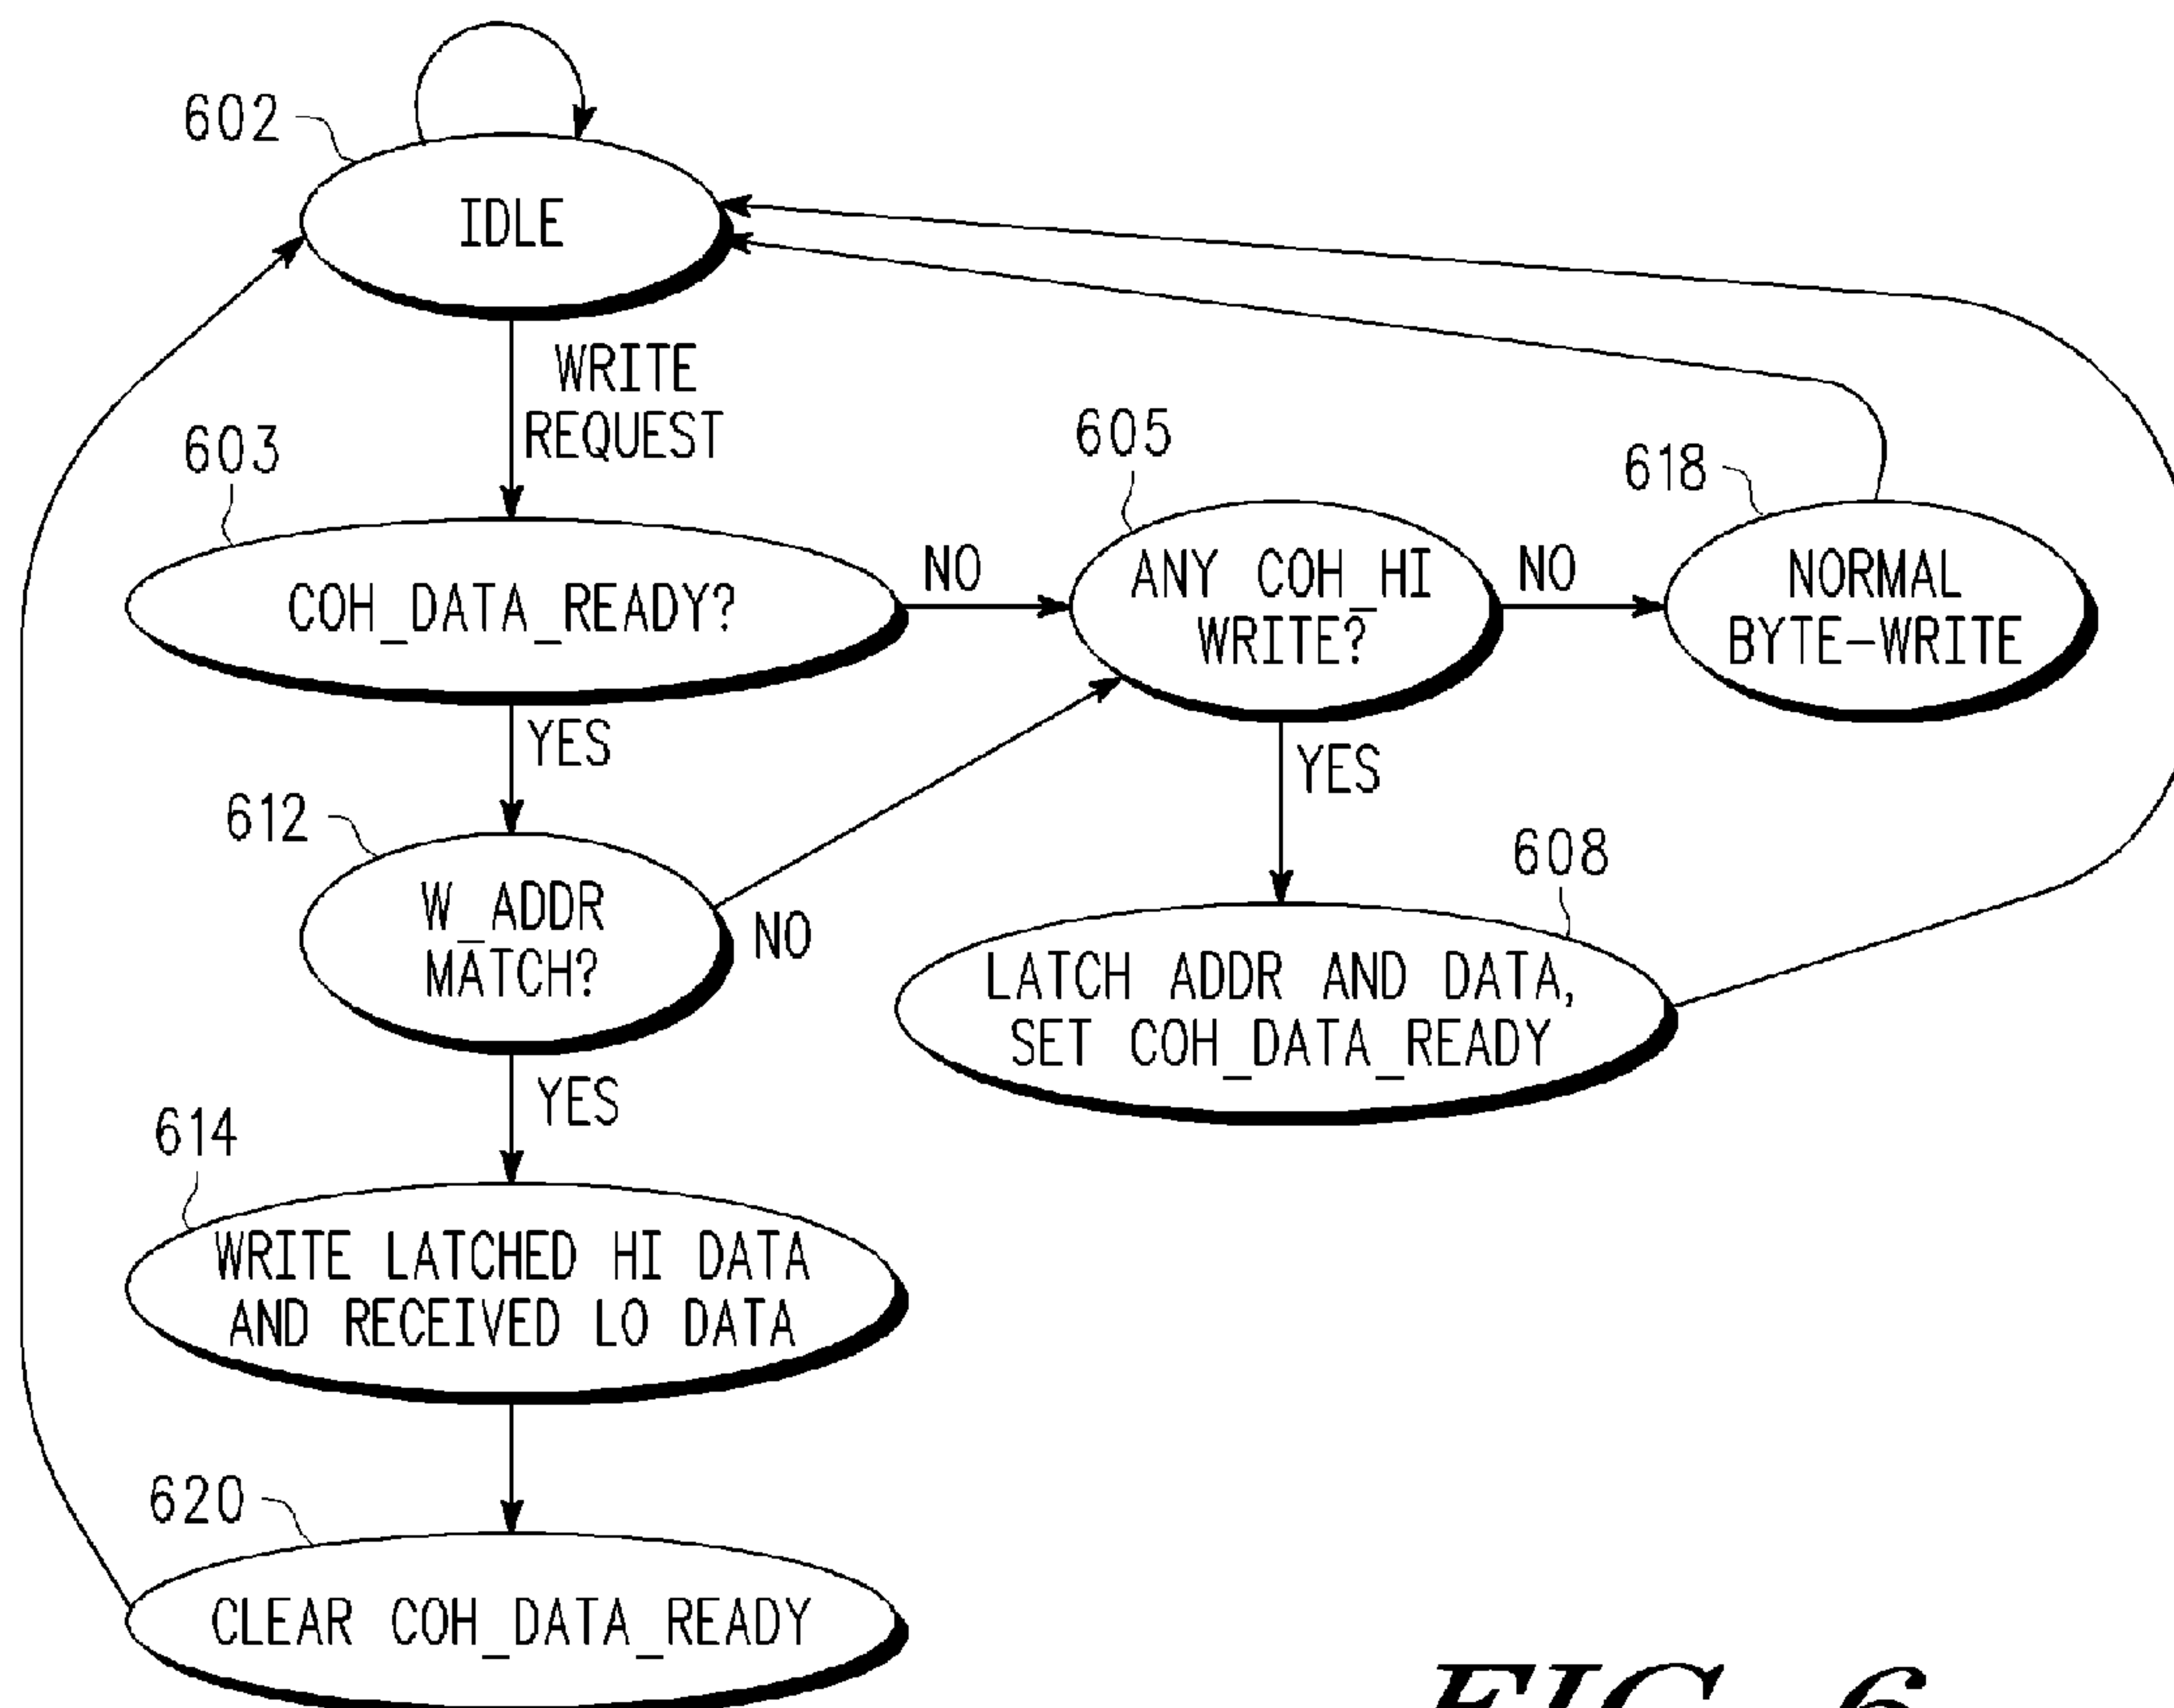 602
IDLE
WRITE
REQUEST
603
COH_DATA_READY?
NO
605
ANY COH_HI
WRITE?
NO
618
NORMAL
BYTE-WRITE
YES
YES
612
W_ADDR
MATCH?
NO
608
LATCH ADDR AND DATA,
SET COH_DATA_READY
YES
614
WRITE LATCHED HI DATA
AND RECEIVED LO DATA
620
CLEAR COH_DATA_READY
FIG. 6